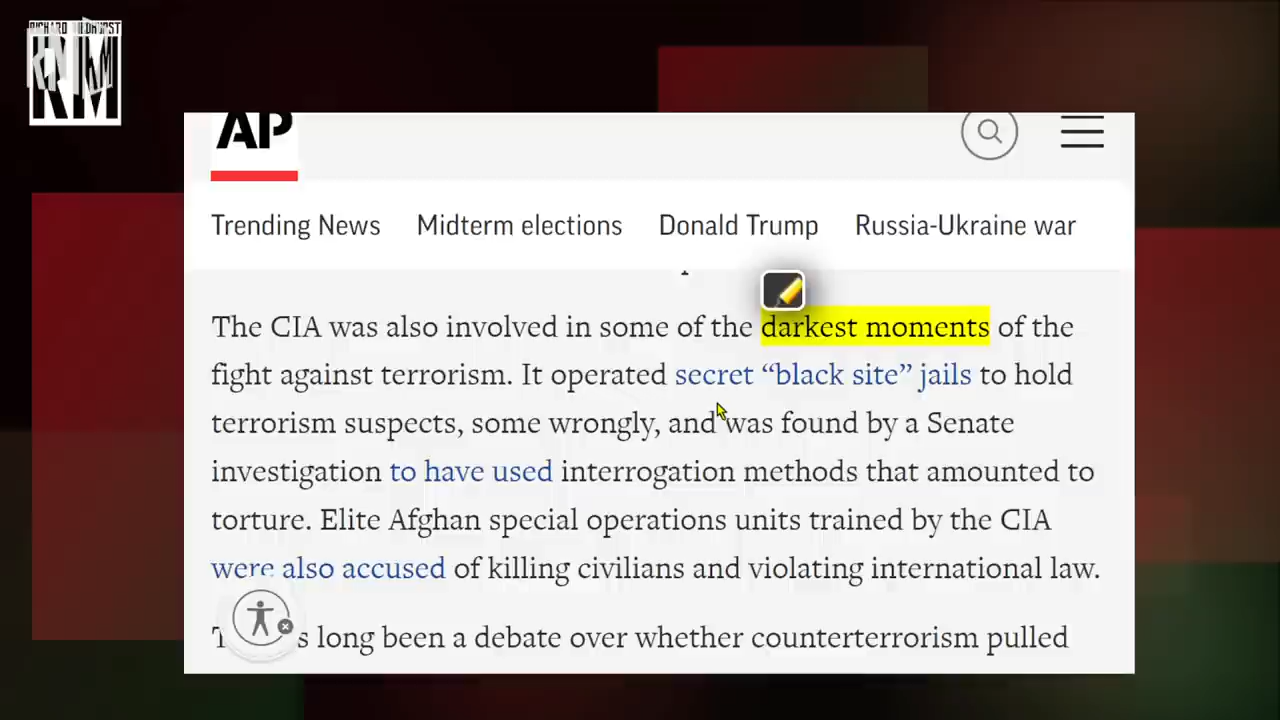 RM
AP
Trending News Midterm elections Donald Trump Russia-Ukraine war
The CIA was also involved in some of the darkest moments of the
fight against terrorism. It operated secret “black site” jails to hold
terrorism suspects, some wrongly, and was found by a Senate
investigation to have used interrogation methods that amounted to
torture. Elite Afghan special operations units trained by the CIA
were also accused of killing civilians and violating international law.
long been a debate over whether counterterrorism pulled